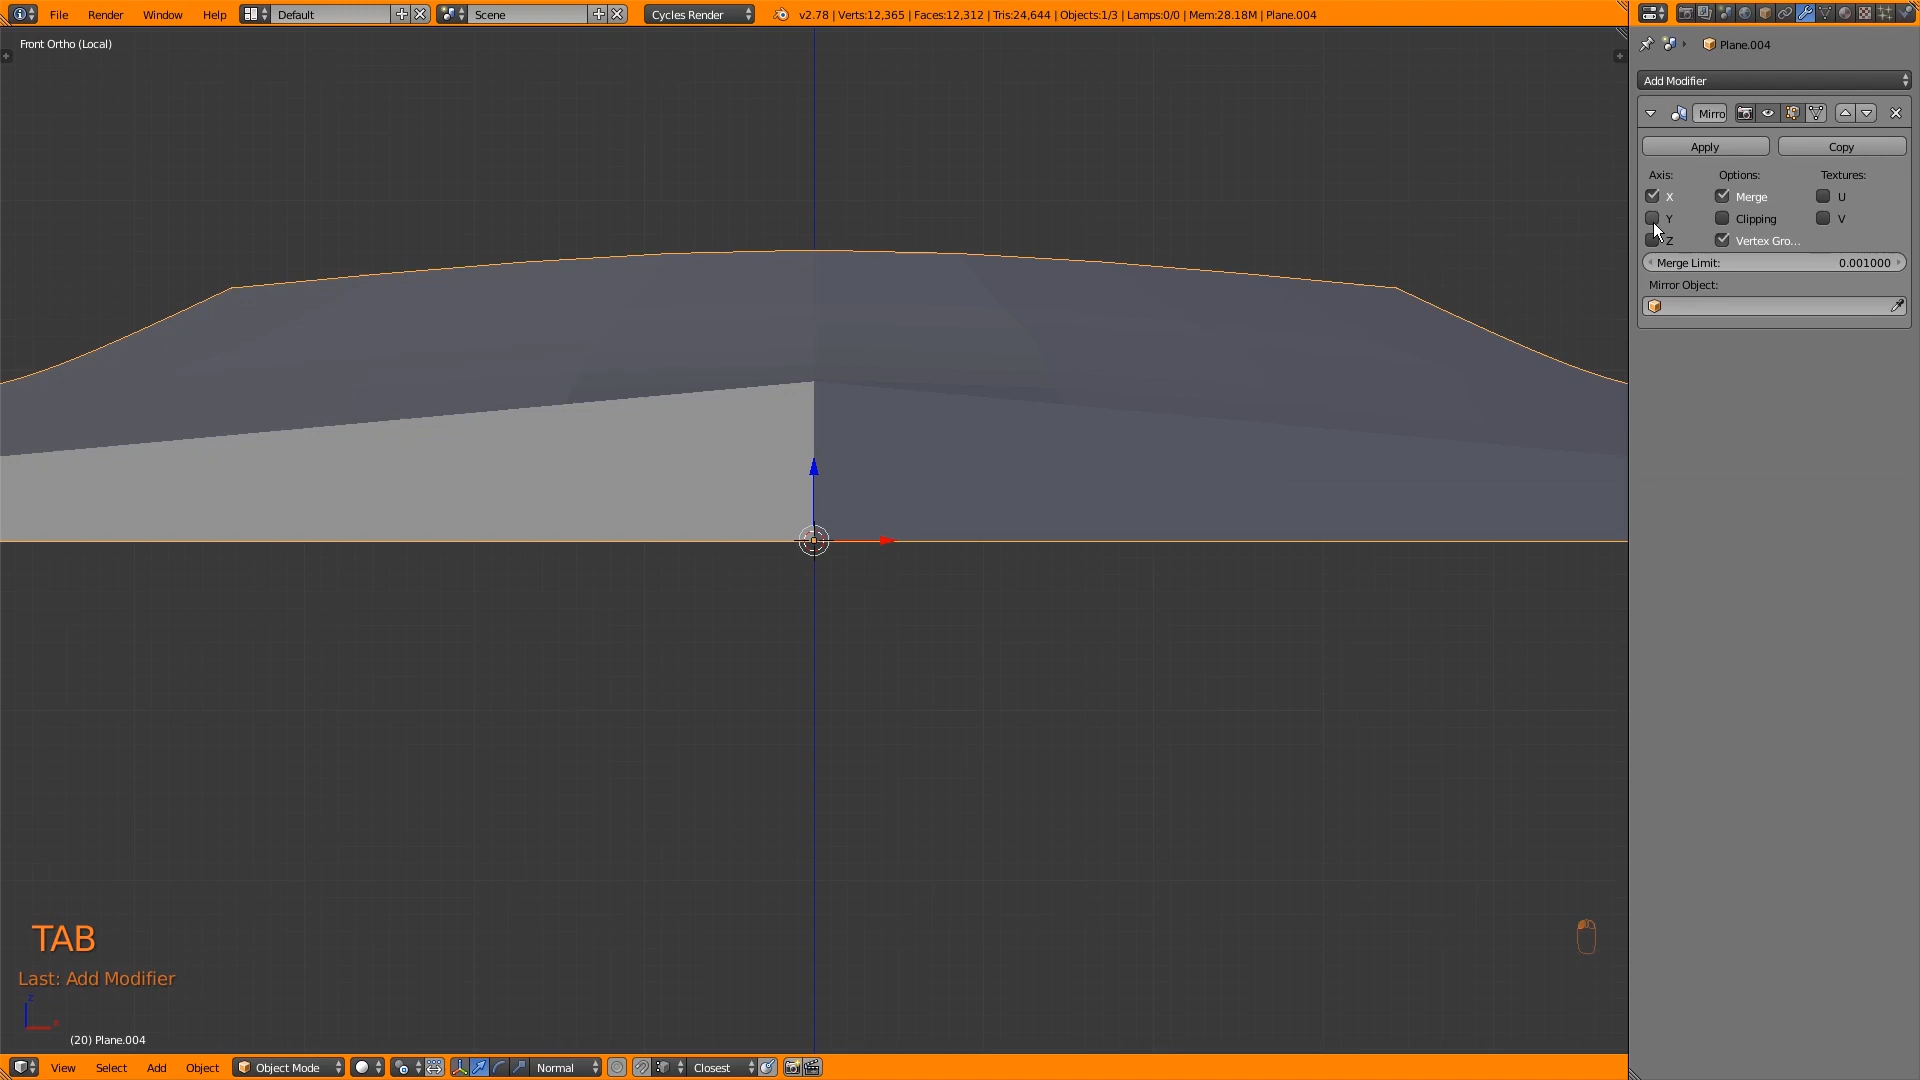 File Render Window Help Default Scene Cycles Render v2.78 | Verts:12,365 | Faces:12,312 | Tris:24,644 | Objects:1/3 | Lamps:0/0 | Mem:28.18M | Plane.004
Front Ortho (Local)
Plane.004
Add Modifier
Mirro
Apply Copy
Axis: Options: Textures:
X Merge U
Y Clipping V
Z Vertex Gro...
Merge Limit: 0.001000
Mirror Object:
TAB
Last: Add Modifier
z
x
(20) Plane.004
View Select Add Object Object Mode Normal Closest